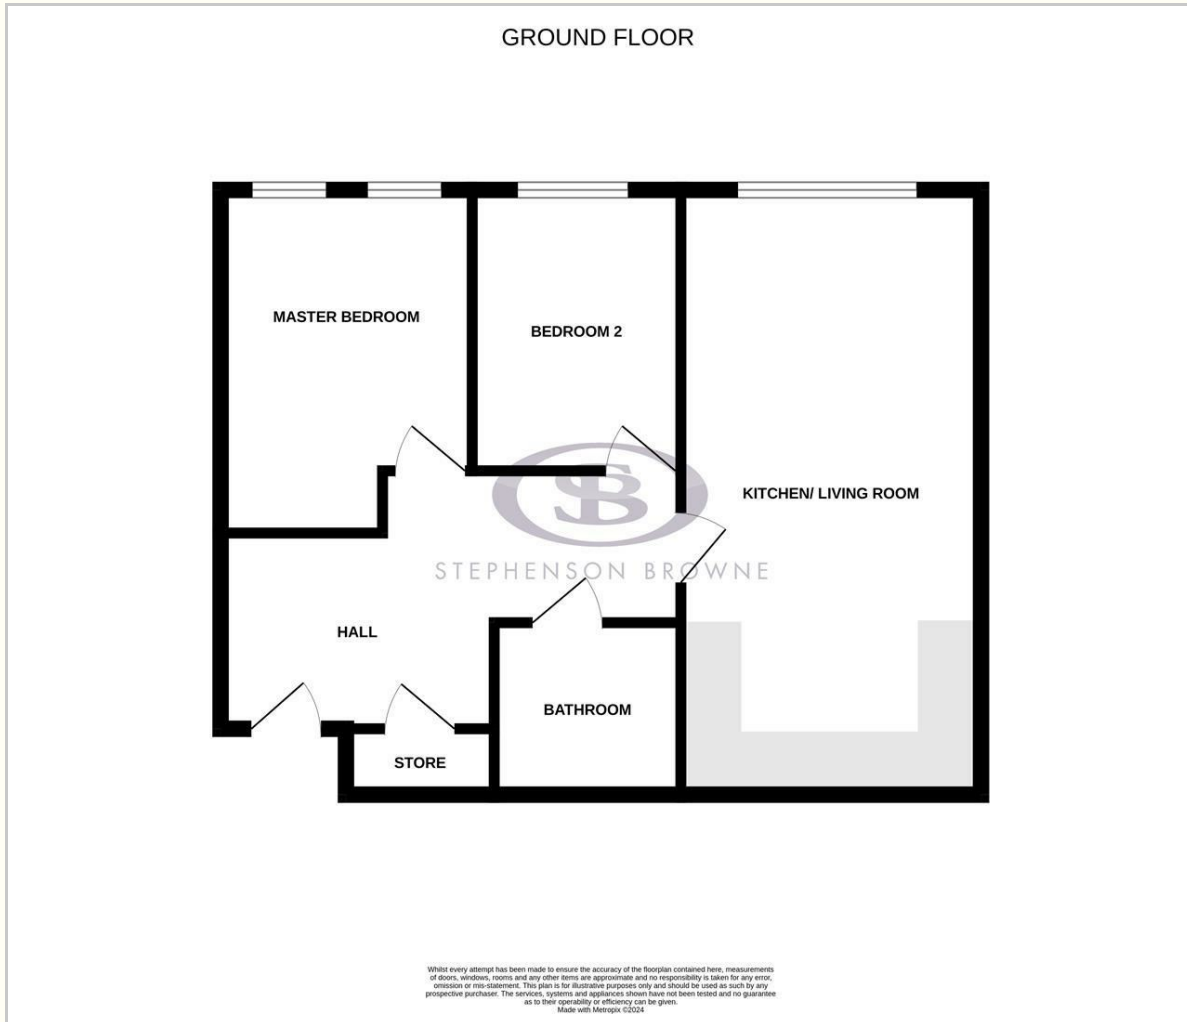 GROUND FLOOR
MASTER BEDROOM
BEDROOM 2
KITCHEN/ LIVING ROOM
SB
STEPHENSON BROWNE
HALL
BATHROOM
STORE
Whilst every attempt has been made to ensure the accuracy of the floorplan contained here, measurements
of doors, windows, rooms and any other items are approximate and no responsibility is taken for any error,
omission or mis-statement. This plan is for illustrative purposes only and should be used as such by any
prospective purchaser. The services, systems and appliances shown have not been tested and no guarantee
as to their operability or efficiency can be given.
Made with Metropix ©2024